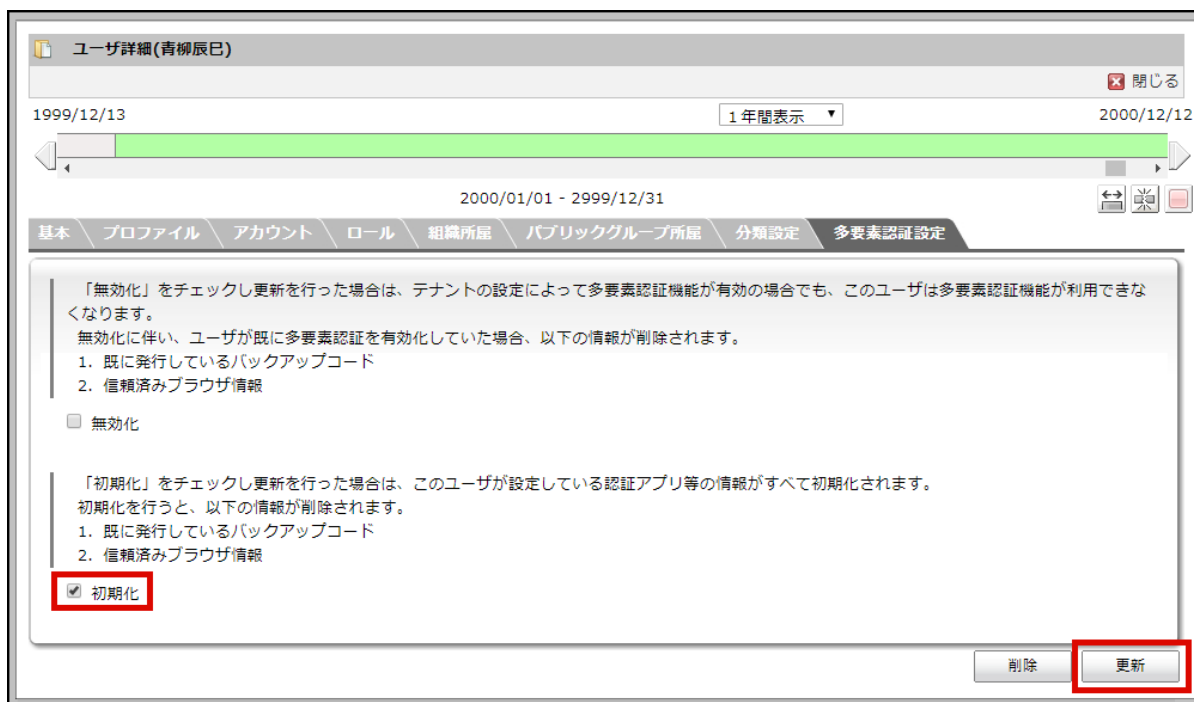 ユーザ詳細(青柳辰巳)
閉じる
1999/12/13
1年間表示
2000/12/12
2000/01/01 - 2999/12/31
基本
プロファイル
アカウント
ロール
組織所属
パブリックグループ所属
分類設定
多要素認証設定
「無効化」をチェックし更新を行った場合は、テナントの設定によって多要素認証機能が有効の場合でも、このユーザは多要素認証機能が利用できな
くなります。
無効化に伴い、ユーザが既に多要素認証を有効化していた場合、以下の情報が削除されます。
1. 既に発行しているバックアップコード
2. 信頼済みブラウザ情報
無効化
「初期化」をチェックし更新を行った場合は、このユーザが設定している認証アプリ等の情報がすべて初期化されます。
初期化を行うと、以下の情報が削除されます。
1. 既に発行しているバックアップコード
2. 信頼済みブラウザ情報
初期化
削除
更新